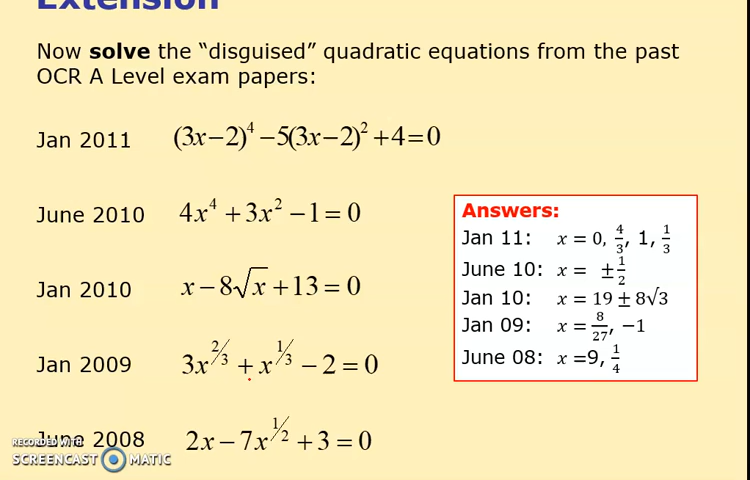 Extension
Now solve the “disguised” quadratic equations from the past
OCR A Level exam papers:
Jan 2011 (3x−2)⁴ −5(3x−2)² +4=0
June 2010 4x⁴ +3x² −1=0
Jan 2010 x−8√x +13=0
Jan 2009 3x^(2/3) + x^(1/3) −2=0
June 2008 2x−7x^(1/2) +3=0
Answers:
Jan 11: x = 0, 4/3, 1, 1/3
June 10: x = ±1/2
Jan 10: x = 19 ± 8√3
Jan 09: x = 8/27, −1
June 08: x =9, 1/4
RECORDED WITH
SCREENCAST MATIC